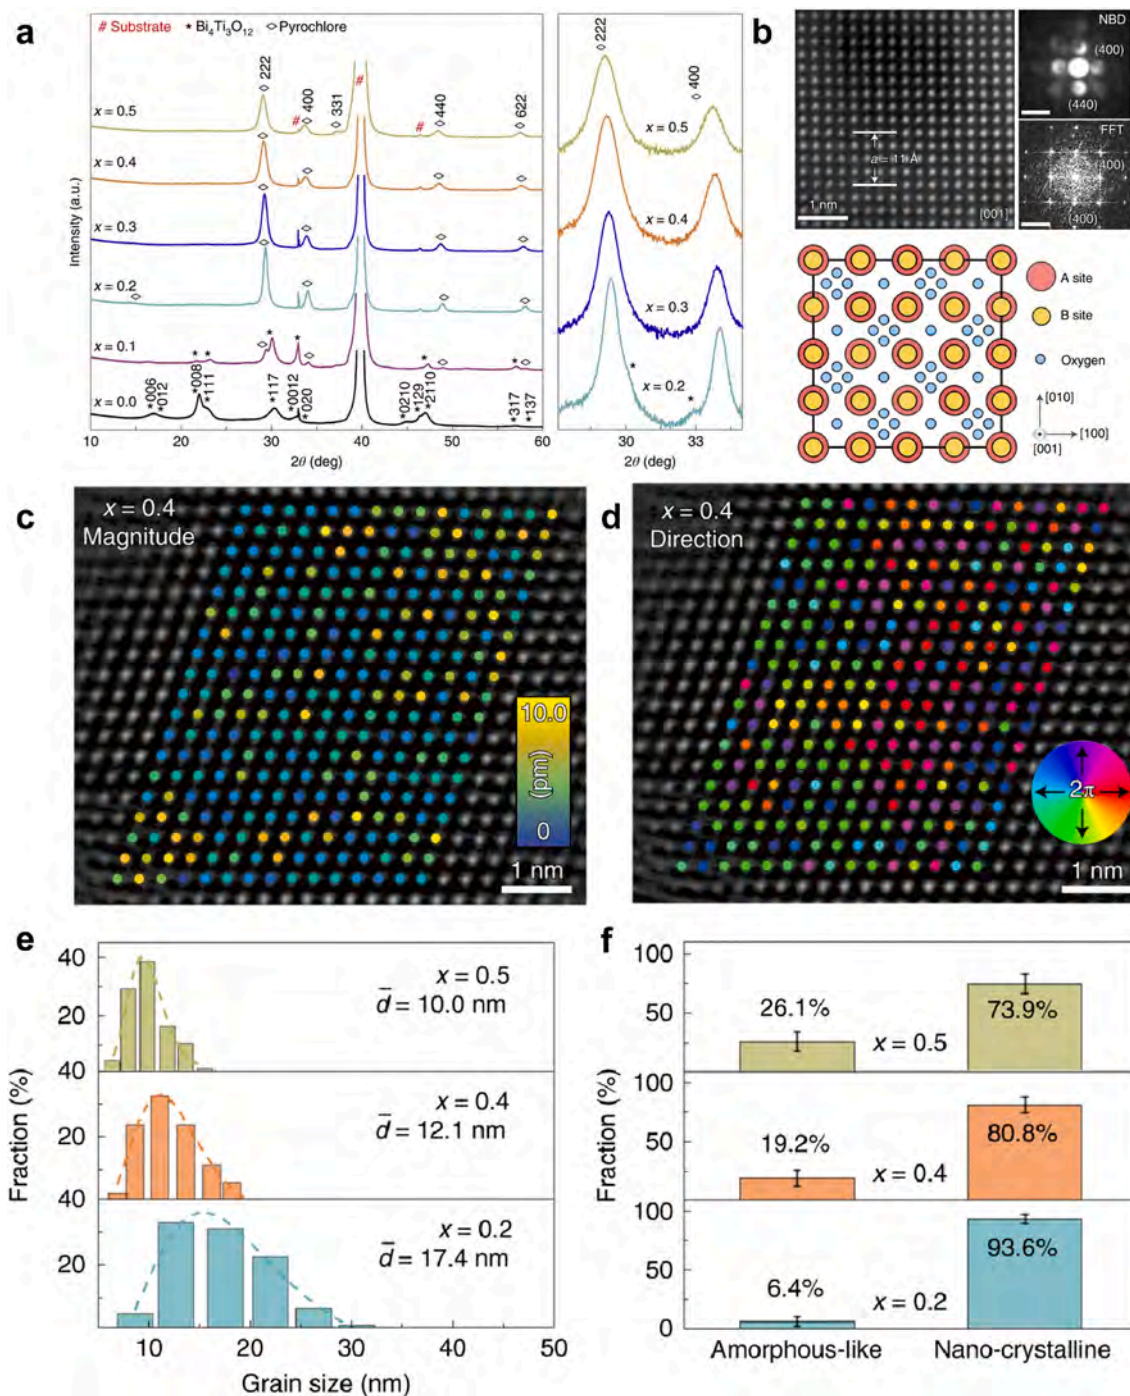 a
# Substrate * Bi4Ti3O12 ◇ Pyrochlore
222
400
331
#
#
#
440
622
x = 0.5
x = 0.4
x = 0.3
x = 0.2
x = 0.1
x = 0.0
*006
*012
*008
*111
*117
*0012
*020
*0210
*129
*2110
*317
*137
Intensity (a.u.)
10 20 30 40 50 60
2θ (deg)
222
400
x = 0.5
x = 0.4
x = 0.3
x = 0.2
30 33
2θ (deg)
b
a = 11 Å
1 nm
[001]
NBD
(400)
(440)
FFT
(400)
(400)
A site
B site
Oxygen
[010]
[100]
[001]
c
x = 0.4
Magnitude
10.0
(pm)
0
1 nm
d
x = 0.4
Direction
2π
1 nm
e
Fraction (%)
40
20
x = 0.5
d̄ = 10.0 nm
40
20
x = 0.4
d̄ = 12.1 nm
40
20
x = 0.2
d̄ = 17.4 nm
10 20 30 40 50
Grain size (nm)
f
Fraction (%)
100
50
26.1%
x = 0.5
73.9%
100
50
19.2%
x = 0.4
80.8%
100
50
0
6.4%
x = 0.2
93.6%
Amorphous-like Nano-crystalline